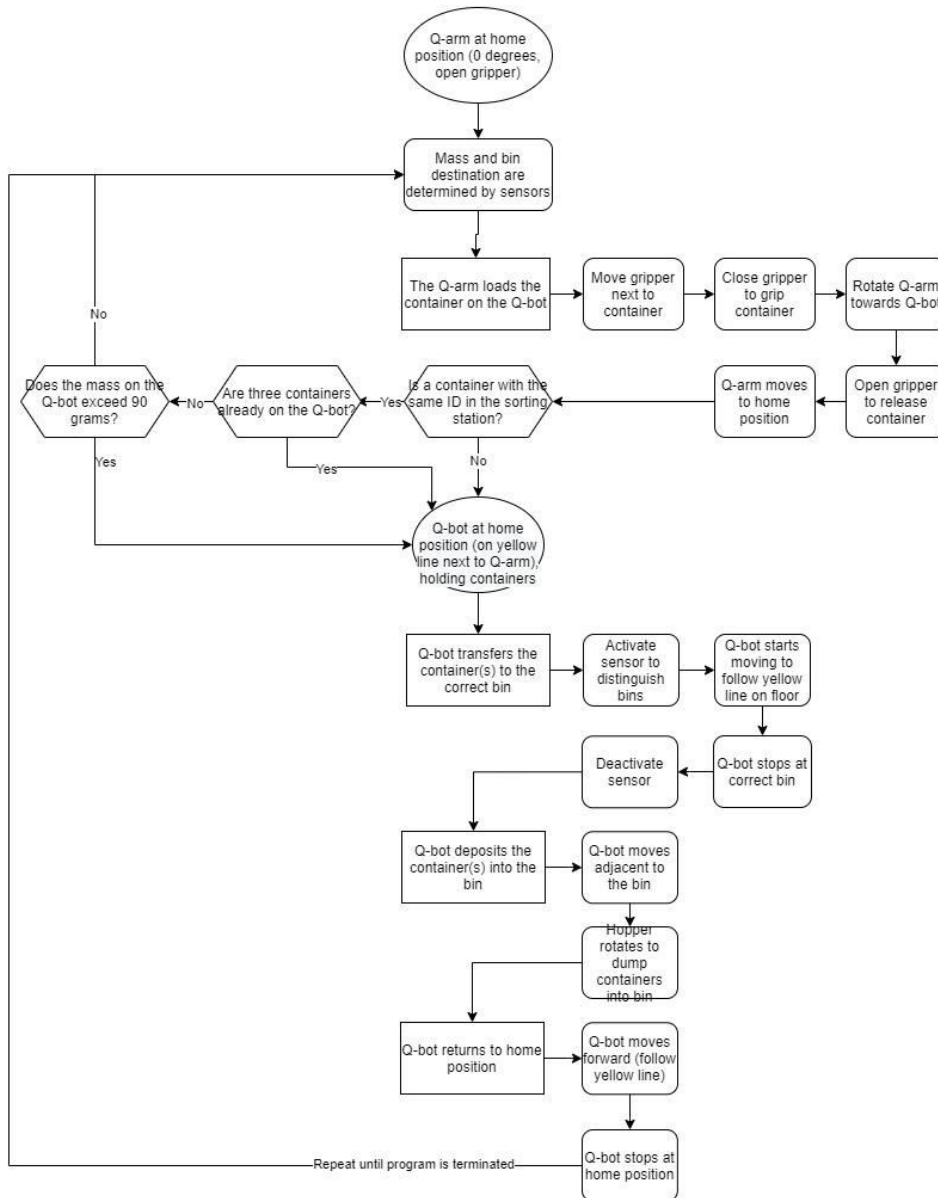 Q-arm at home
position (0 degrees,
open gripper)
Mass and bin
destination are
determined by sensors
The Q-arm loads the
container on the Q-bot
Move gripper
next to
container
Close gripper
to grip
container
Rotate Q-arm
towards Q-bot
Open gripper
to release
container
Q-arm moves
to home
position
Is a container with the
same ID in the sorting
station?
Yes
Are three containers
already on the Q-bot?
No
Does the mass on the
Q-bot exceed 90
grams?
No
Yes
Yes
No
Q-bot at home
position (on yellow
line next to Q-arm),
holding containers
Q-bot transfers the
container(s) to the
correct bin
Activate
sensor to
distinguish
bins
Q-bot starts
moving to
follow yellow
line on floor
Q-bot stops at
correct bin
Deactivate
sensor
Q-bot deposits the
container(s) into the
bin
Q-bot moves
adjacent to
the bin
Hopper
rotates to
dump
containers
into bin
Q-bot returns to home
position
Q-bot moves
forward (follow
yellow line)
Q-bot stops at
home position
Repeat until program is terminated